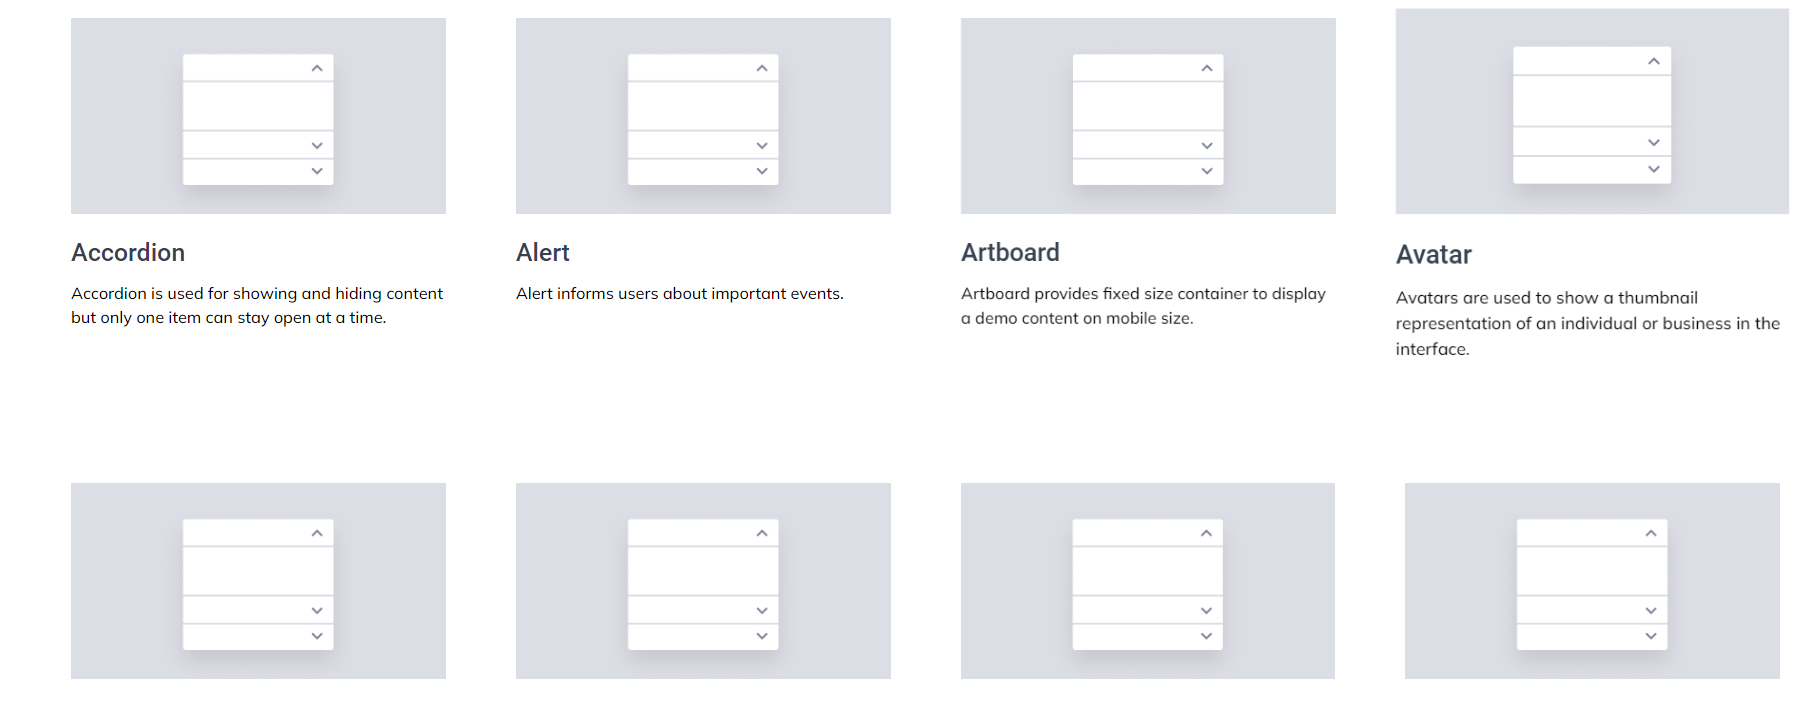 Accordion
Accordion is used for showing and hiding content
but only one item can stay open at a time.
Alert
Alert informs users about important events.
Artboard
Artboard provides fixed size container to display
a demo content on mobile size.
Avatar
Avatars are used to show a thumbnail
representation of an individual or business in the
interface.